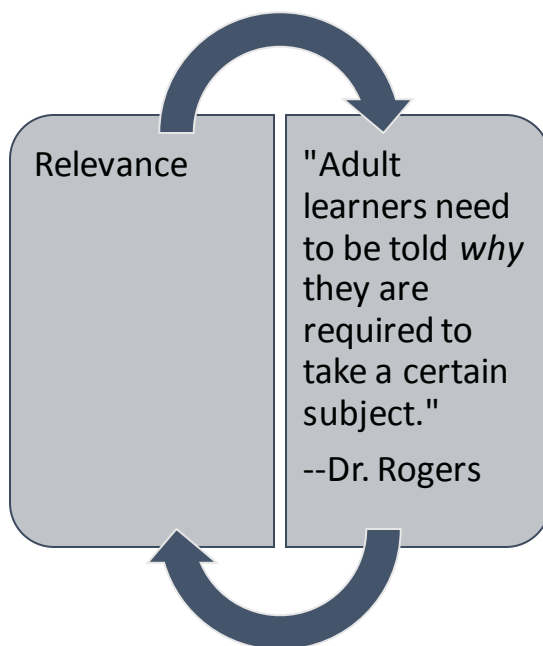 Relevance
"Adult
learners need
to be told why
they are
required to
take a certain
subject."
--Dr. Rogers